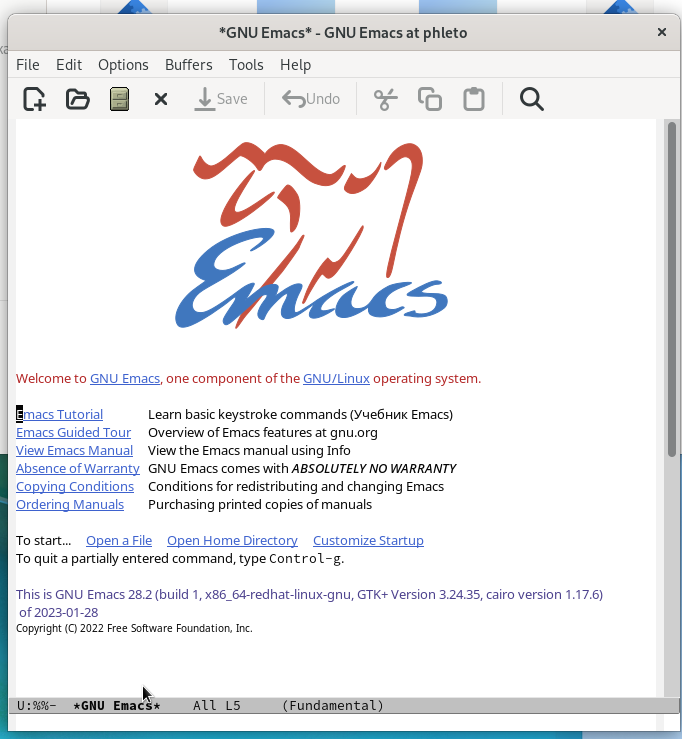 *GNU Emacs* - GNU Emacs at phleto
File Edit Options Buffers Tools Help
Save Undo
Emacs
Welcome to GNU Emacs, one component of the GNU/Linux operating system.
Emacs Tutorial Learn basic keystroke commands (Учебник Emacs)
Emacs Guided Tour Overview of Emacs features at gnu.org
View Emacs Manual View the Emacs manual using Info
Absence of Warranty GNU Emacs comes with ABSOLUTELY NO WARRANTY
Copying Conditions Conditions for redistributing and changing Emacs
Ordering Manuals Purchasing printed copies of manuals
To start... Open a File Open Home Directory Customize Startup
To quit a partially entered command, type Control-g.
This is GNU Emacs 28.2 (build 1, x86_64-redhat-linux-gnu, GTK+ Version 3.24.35, cairo version 1.17.6)
of 2023-01-28
Copyright (C) 2022 Free Software Foundation, Inc.
U:%%- *GNU Emacs* All L5 (Fundamental)